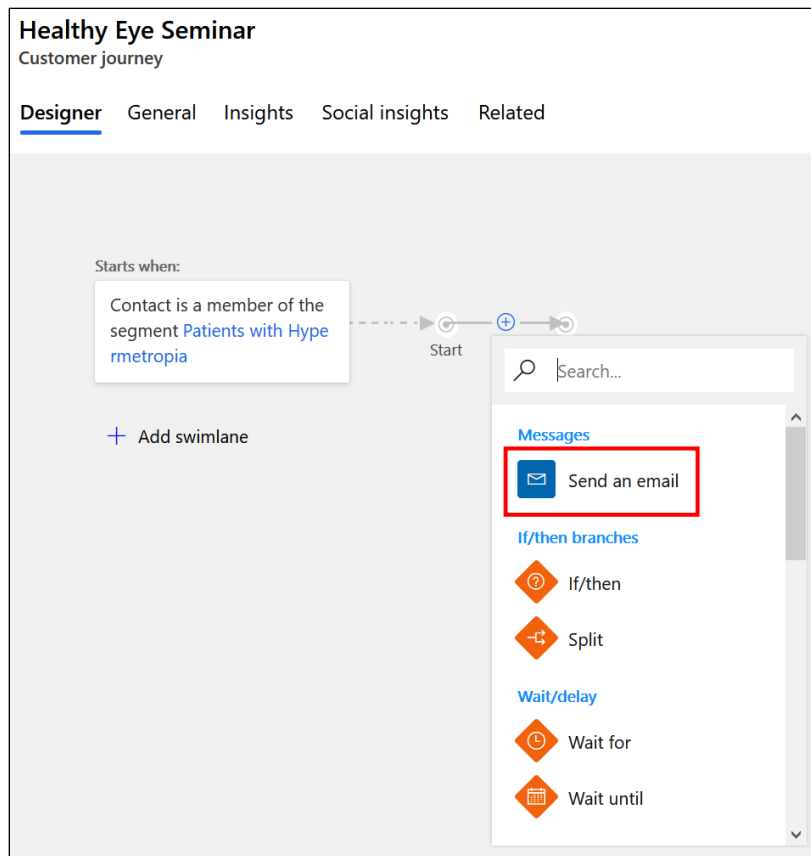 Healthy Eye Seminar
Customer journey
Designer General Insights Social insights Related
Starts when:
Contact is a member of the
segment Patients with Hype
rmetropia
Start
Add swimlane
Search...
Messages
Send an email
If/then branches
If/then
Split
Wait/delay
Wait for
Wait until